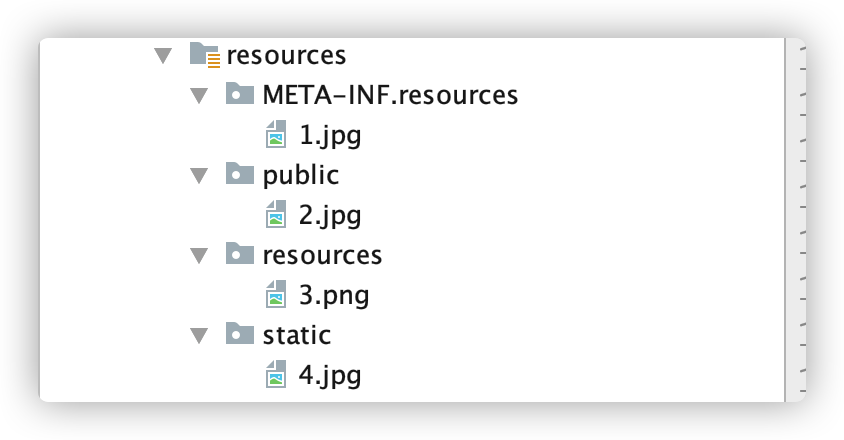 resources
META-INF.resources
1.jpg
public
2.jpg
resources
3.png
static
4.jpg